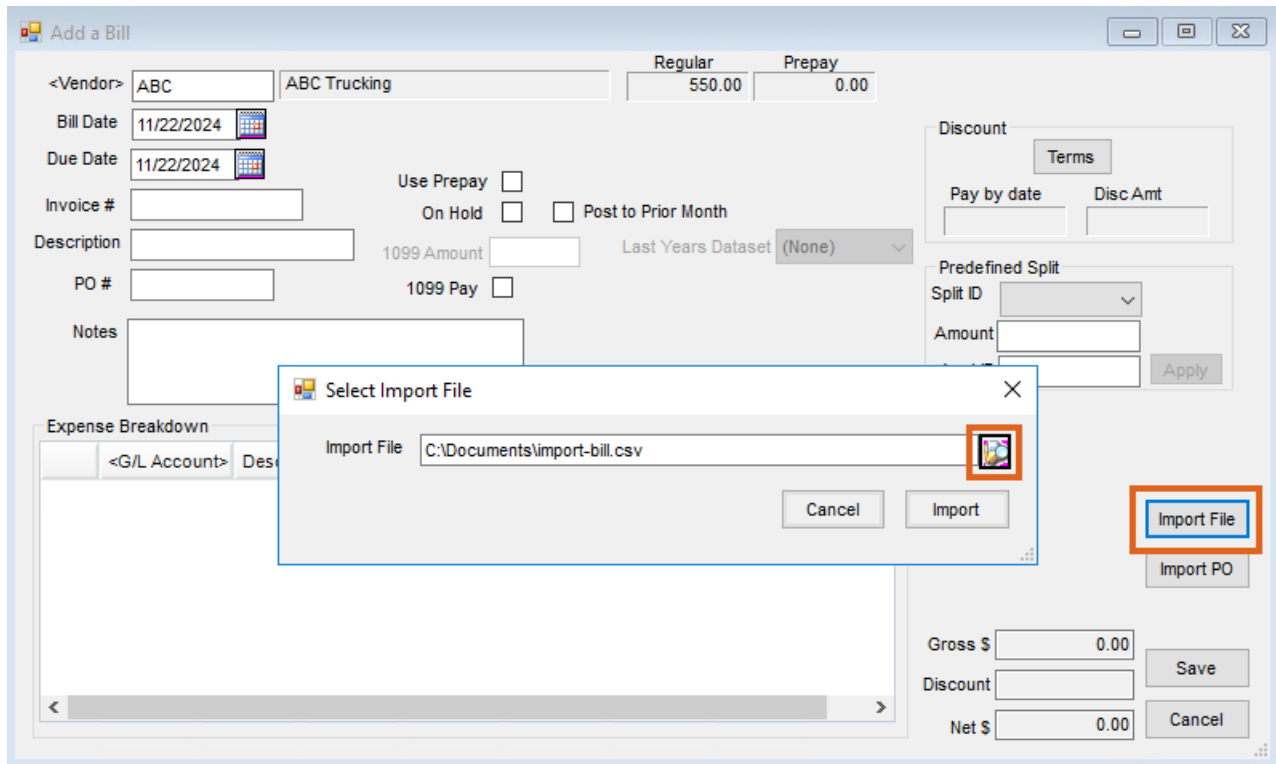 Add a Bill
Regular Prepay
<Vendor> ABC ABC Trucking 550.00 0.00
Bill Date 11/22/2024
Discount
Due Date 11/22/2024
Terms
Use Prepay
Invoice #
On Hold Post to Prior Month
Pay by date Disc Amt
Description
1099 Amount Last Years Dataset (None)
PO #
1099 Pay
Predefined Split
Split ID
Notes
Amount
Apply
Select Import File
Import File C:\Documents\import-bill.csv
Cancel Import
Expense Breakdown
<G/L Account>
Import File
Import PO
Gross $ 0.00
Save
Discount
Net $ 0.00
Cancel